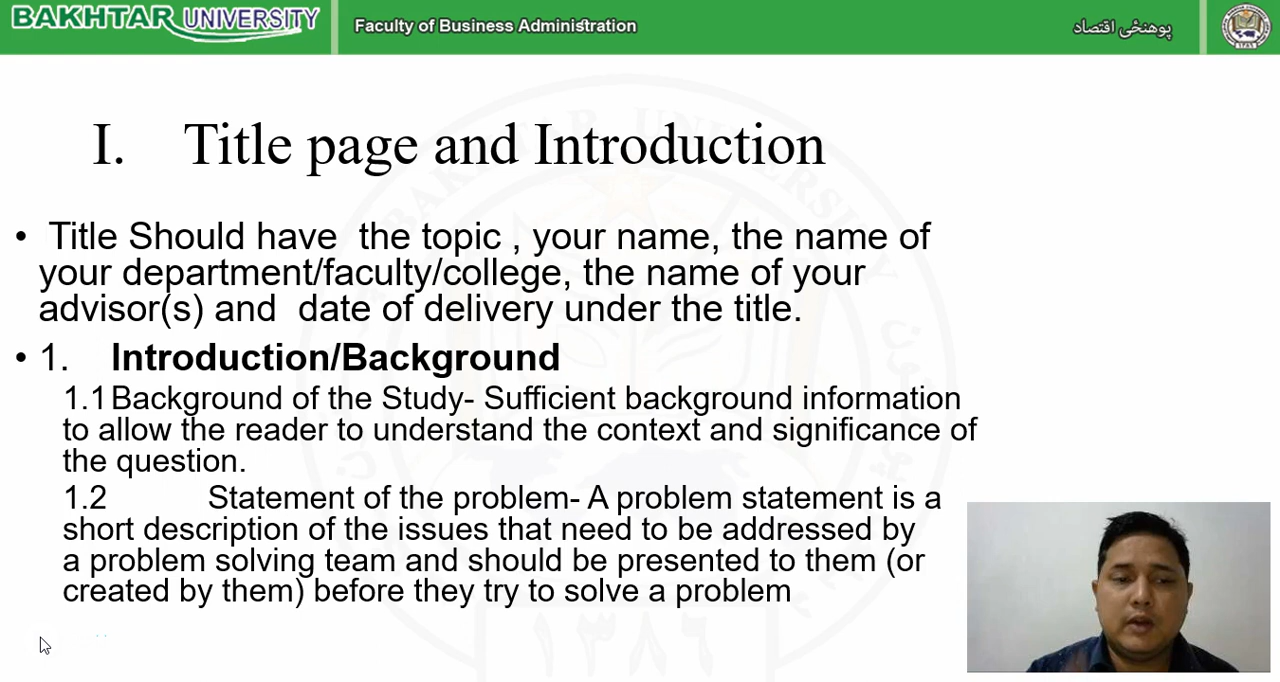 BAKHTAR UNIVERSITY
Faculty of Business Administration
پوهنځی اقتصاد
I. Title page and Introduction
• Title Should have the topic , your name, the name of
your department/faculty/college, the name of your
advisor(s) and date of delivery under the title.
• 1. Introduction/Background
1.1 Background of the Study- Sufficient background information
to allow the reader to understand the context and significance of
the question.
1.2 Statement of the problem- A problem statement is a
short description of the issues that need to be addressed by
a problem solving team and should be presented to them (or
created by them) before they try to solve a problem
BAKHTAR UNIVERSITY
١٣٨٦